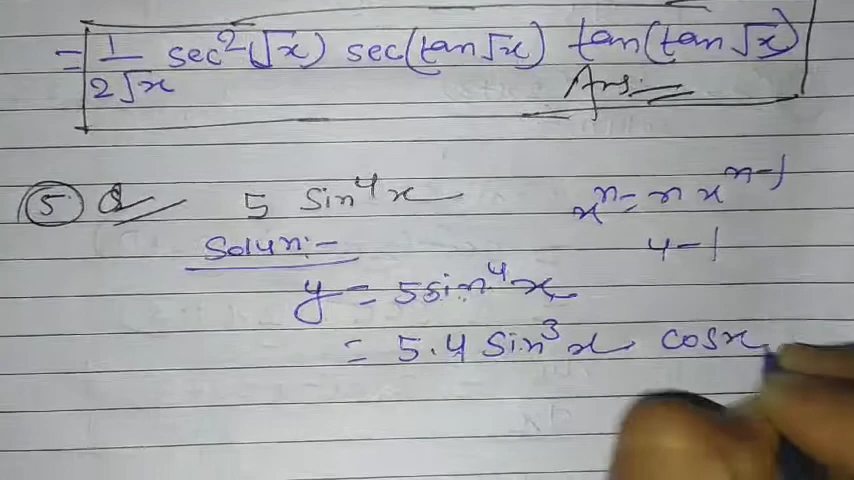 = 1/2√x sec²(√x) sec(tan√x) tan(tan√x)
Ans.
5. Q 5 Sin⁴x
xⁿ = n xⁿ⁻¹
Solun:-
4-1
y = 5sin⁴x
= 5.4 Sin³x cosx